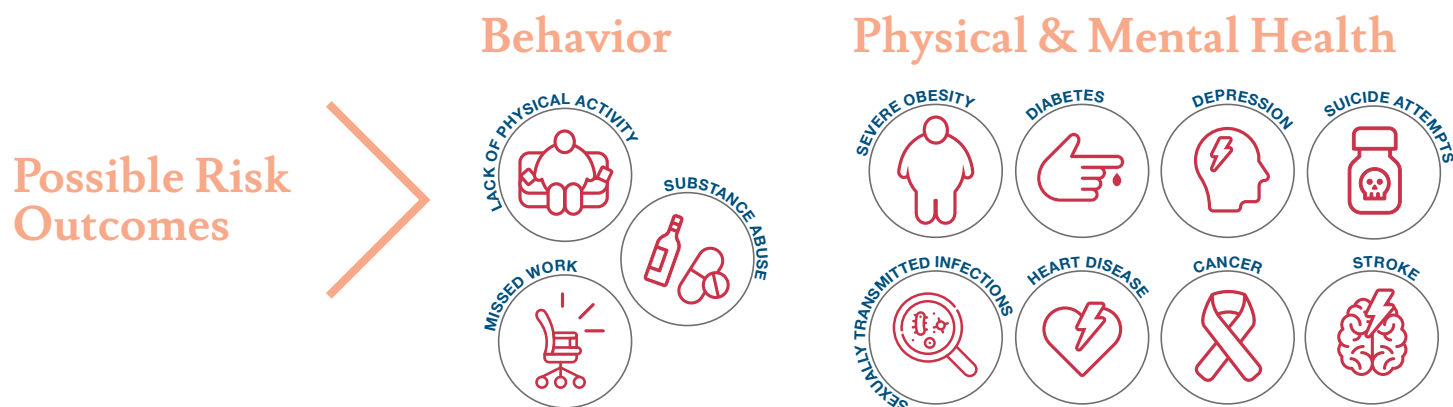 Behavior
Physical & Mental Health
Possible Risk
Outcomes
LACK OF PHYSICAL ACTIVITY
SUBSTANCE ABUSE
MISSED WORK
SEVERE OBESITY
DIABETES
DEPRESSION
SUICIDE ATTEMPTS
SEXUALLY TRANSMITTED INFECTIONS
HEART DISEASE
CANCER
STROKE